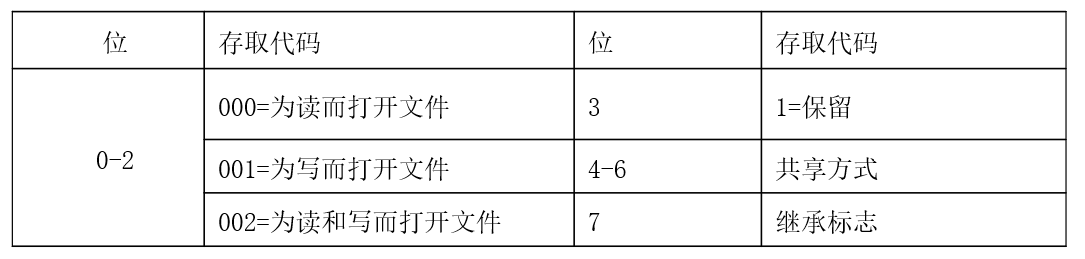 位 存取代码 位 存取代码
0-2 000=为读而打开文件 3 1=保留
001=为写而打开文件 4-6 共享方式
002=为读和写而打开文件 7 继承标志